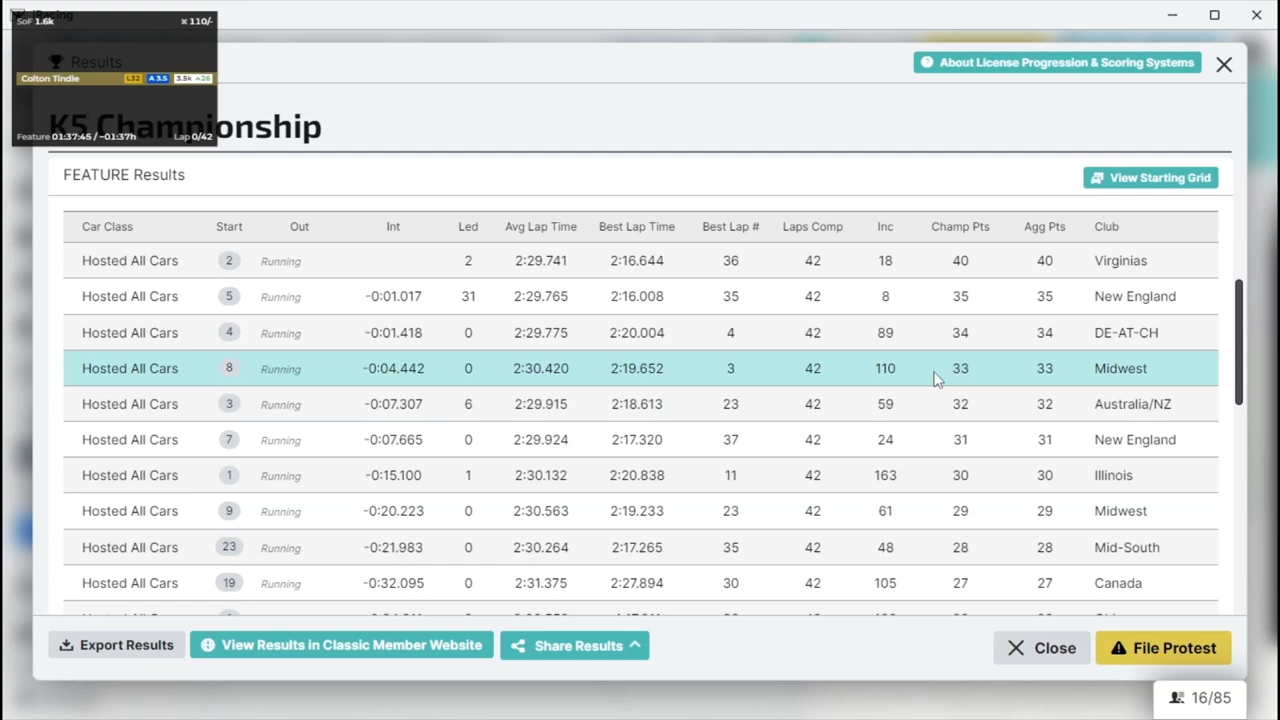 iRacing
SoF 1.6k × 110/-
Results
About License Progression & Scoring Systems
Colton Tindle L32 A 3.5 3.5k 26
K5 Championship
Feature 01:37:45 / ~01:37h Lap 0/42
FEATURE Results
View Starting Grid
Car Class Start Out Int Led Avg Lap Time Best Lap Time Best Lap # Laps Comp Inc Champ Pts Agg Pts Club
Hosted All Cars 2 Running 2 2:29.741 2:16.644 36 42 18 40 40 Virginias
Hosted All Cars 5 Running -0:01.017 31 2:29.765 2:16.008 35 42 8 35 35 New England
Hosted All Cars 4 Running -0:01.418 0 2:29.775 2:20.004 4 42 89 34 34 DE-AT-CH
Hosted All Cars 8 Running -0:04.442 0 2:30.420 2:19.652 3 42 110 33 33 Midwest
Hosted All Cars 3 Running -0:07.307 6 2:29.915 2:18.613 23 42 59 32 32 Australia/NZ
Hosted All Cars 7 Running -0:07.665 0 2:29.924 2:17.320 37 42 24 31 31 New England
Hosted All Cars 1 Running -0:15.100 1 2:30.132 2:20.838 11 42 163 30 30 Illinois
Hosted All Cars 9 Running -0:20.223 0 2:30.563 2:19.233 23 42 61 29 29 Midwest
Hosted All Cars 23 Running -0:21.983 0 2:30.264 2:17.265 35 42 48 28 28 Mid-South
Hosted All Cars 19 Running -0:32.095 0 2:31.375 2:27.894 30 42 105 27 27 Canada
Export Results
View Results in Classic Member Website
Share Results
Close
File Protest
16/85